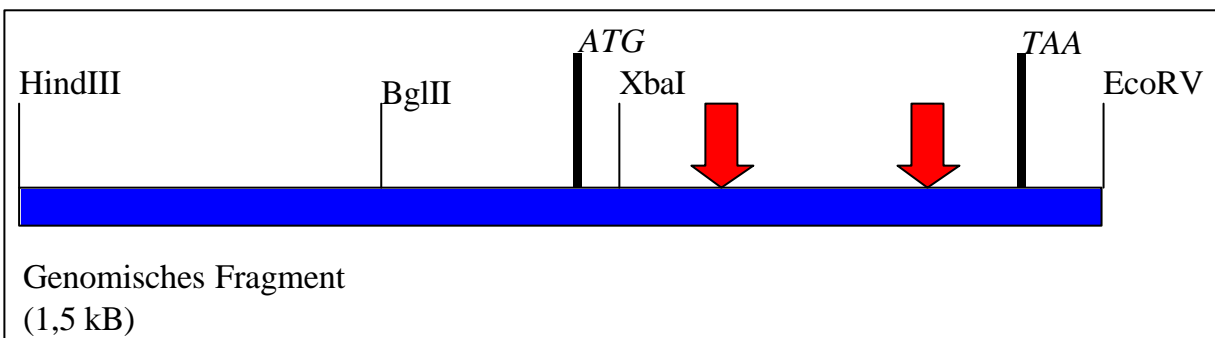 ATG
TAA
HindIII
BglII
XbaI
EcoRV
Genomisches Fragment
(1,5 kB)